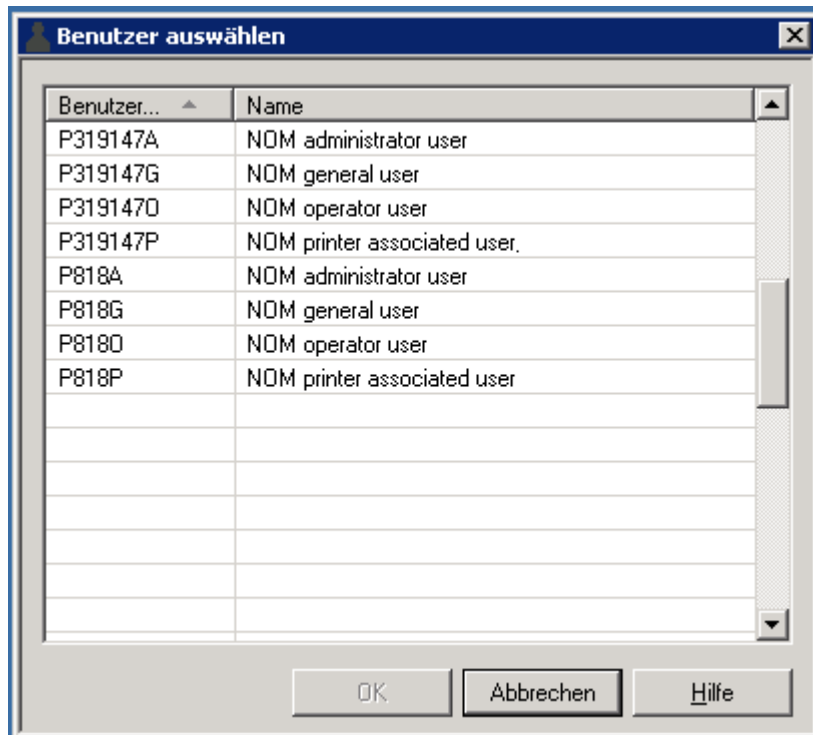 Benutzer auswählen
Benutzer... Name
P319147A NOM administrator user
P319147G NOM general user
P319147O NOM operator user
P319147P NOM printer associated user.
P818A NOM administrator user
P818G NOM general user
P818O NOM operator user
P818P NOM printer associated user
OK Abbrechen Hilfe